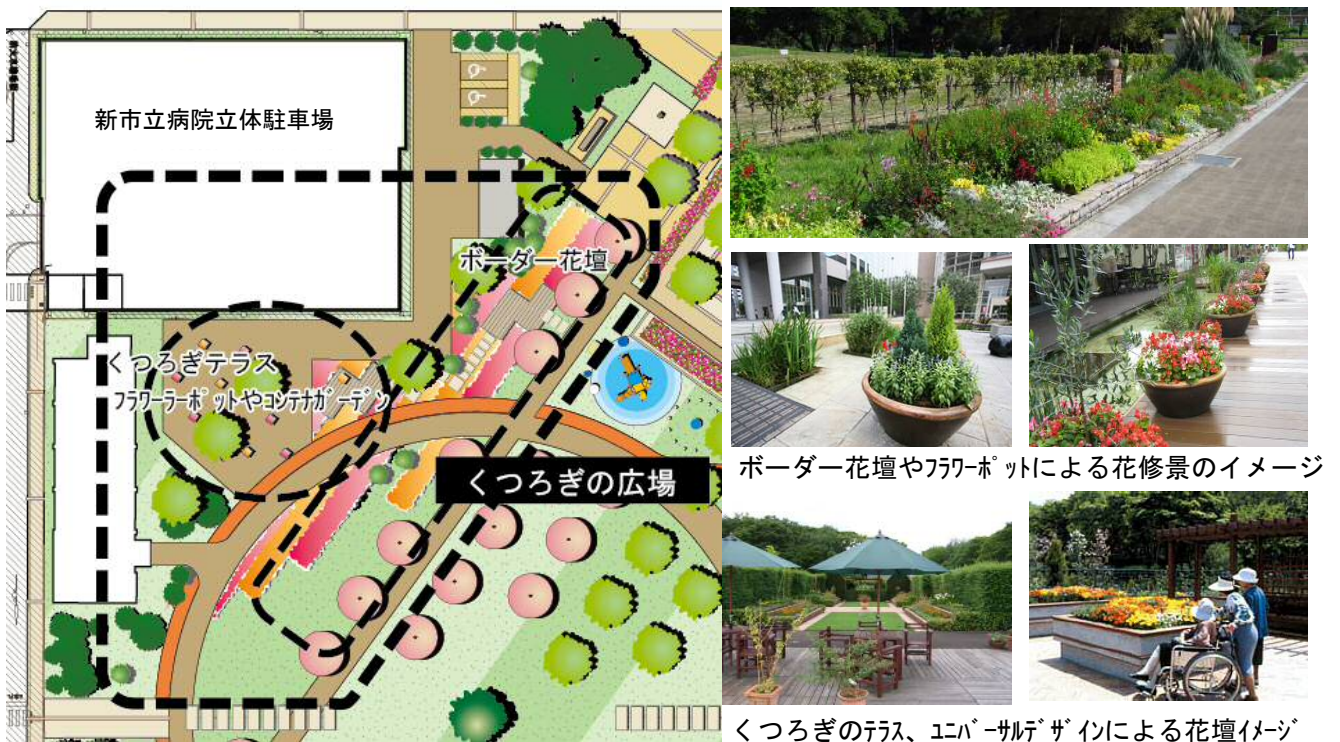 新市立病院立体駐車場
ボーダー花壇
くつろぎテラス
フラワーラーポットやコンテナガーデン
くつろぎの広場
ボーダー花壇やフラワーポットによる花修景のイメージ
くつろぎのテラス、ユニバーサルデザインによる花壇イメージ